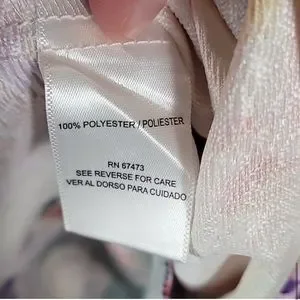 100% POLYESTER / POLIESTER
RN 67473
SEE REVERSE FOR CARE
VER AL DORSO PARA CUIDADO